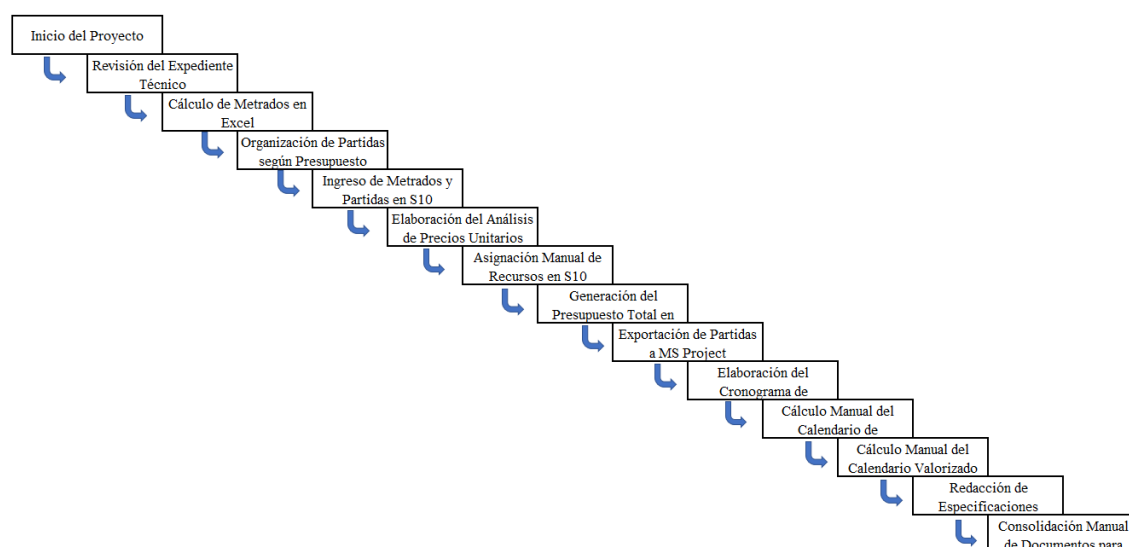 Inicio del Proyecto
Revisión del Expediente
Técnico
Cálculo de Metrados en
Excel
Organización de Partidas
según Presupuesto
Ingreso de Metrados y
Partidas en S10
Elaboración del Análisis
de Precios Unitarios
Asignación Manual de
Recursos en S10
Generación del
Presupuesto Total en
Exportación de Partidas
a MS Project
Elaboración del
Cronograma de
Cálculo Manual del
Calendario de
Cálculo Manual del
Calendario Valorizado
Redacción de
Especificaciones
Consolidación Manual
de Documentos para